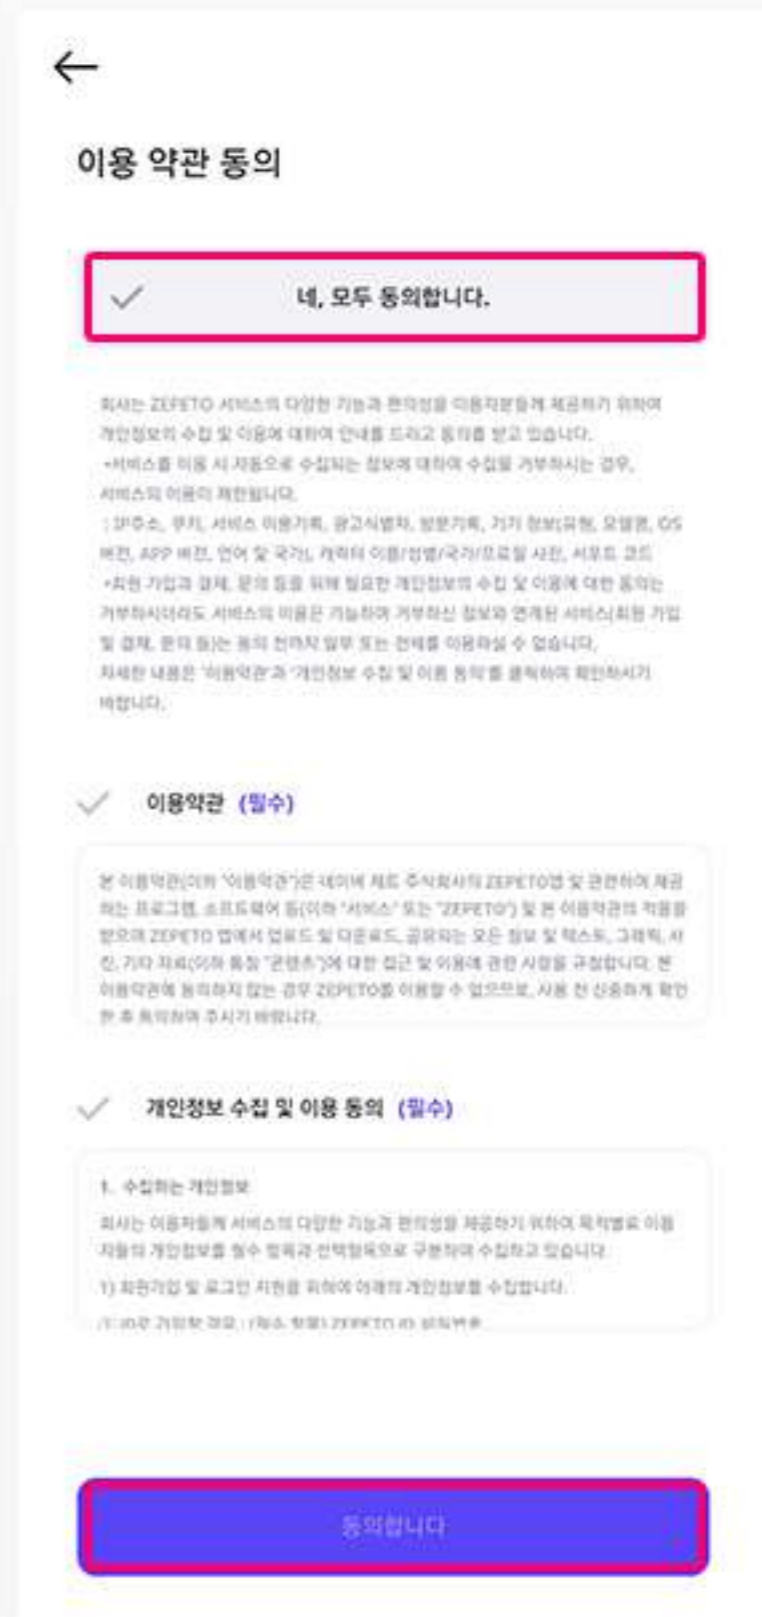 이용 약관 동의
네, 모두 동의합니다.
회사는 ZEPETO 서비스의 다양한 기능과 편의성을 이용자분들께 제공하기 위하여
개인정보의 수집 및 이용에 대하여 안내를 드리고 동의를 받고 있습니다.
•서비스를 이용 시 자동으로 수집되는 정보에 대하여 수집을 거부하시는 경우,
서비스의 이용이 제한됩니다.
: IP주소, 쿠키, 서비스 이용기록, 광고식별자, 방문기록, 기기 정보(유형, 모델명, OS
버전, APP 버전, 언어 및 국가), 캐릭터 이름/성별/국가/프로필 사진, 서포트 코드
•회원 가입과 결제, 문의 등을 위해 필요한 개인정보의 수집 및 이용에 대한 동의는
거부하시더라도 서비스의 이용은 가능하며 거부하신 정보와 연계된 서비스(회원 가입
및 결제, 문의 등)는 동의 전까지 일부 또는 전체를 이용하실 수 없습니다.
자세한 내용은 '이용약관'과 '개인정보 수집 및 이용 동의'를 클릭하여 확인하시기
바랍니다.
이용약관 (필수)
본 이용약관(이하 "이용약관")은 네이버 제트 주식회사의 ZEPETO앱 및 관련하여 제공
하는 프로그램, 소프트웨어 등(이하 "서비스" 또는 "ZEPETO") 및 본 이용약관의 적용을
받으며 ZEPETO 앱에서 업로드 및 다운로드, 공유되는 모든 정보 및 텍스트, 그래픽, 사
진, 기타 자료(이하 통칭 "콘텐츠")에 대한 접근 및 이용에 관한 사항을 규정합니다. 본
이용약관에 동의하지 않는 경우 ZEPETO를 이용할 수 없으므로, 사용 전 신중하게 확인
한 후 동의하여 주시기 바랍니다.
개인정보 수집 및 이용 동의 (필수)
1. 수집하는 개인정보
회사는 이용자들께 서비스의 다양한 기능과 편의성을 제공하기 위하여 목적별로 이용
자들의 개인정보를 필수 항목과 선택항목으로 구분하여 수집하고 있습니다.
1) 회원가입 및 로그인 지원을 위하여 아래의 개인정보를 수집합니다.
ID로 가입할 경우 : (필수 항목) ZEPETO ID, 비밀번호
동의합니다